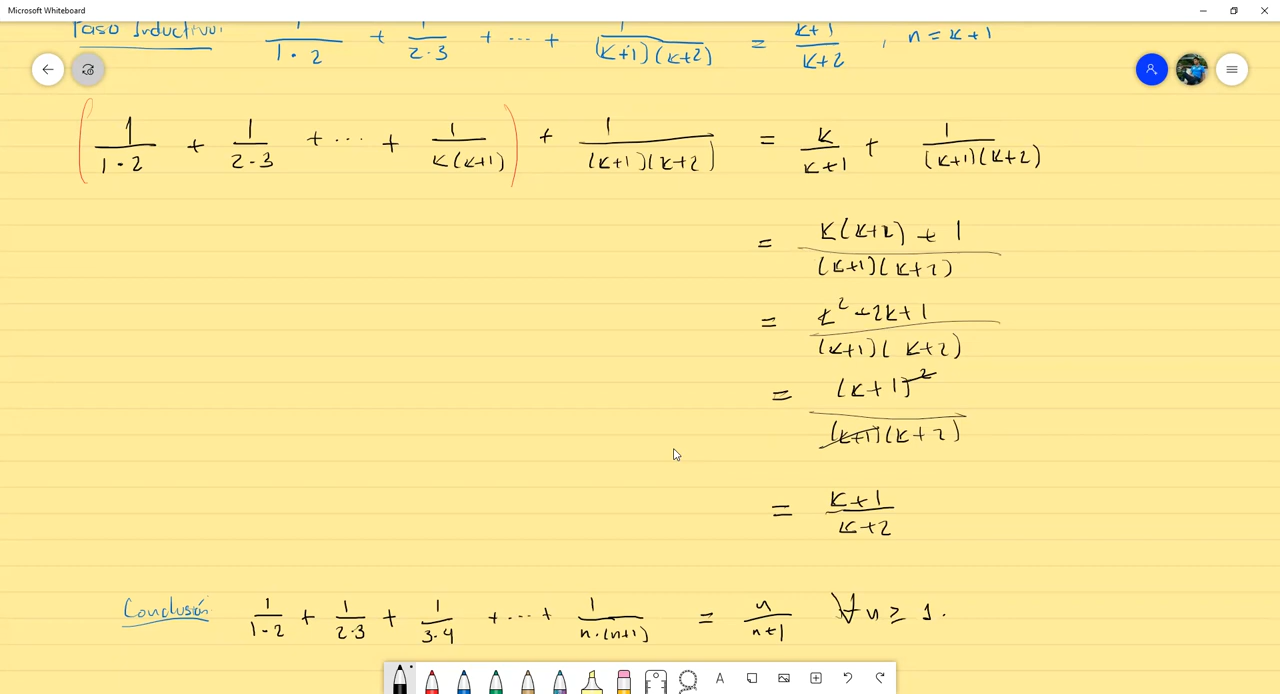 Microsoft Whiteboard
Paso Inductivo: 1/(1·2) + 1/(2·3) + ··· + 1/((k+1)(k+2)) = (k+1)/(k+2) , n = k+1
(1/(1·2) + 1/(2·3) + ··· + 1/(k(k+1))) + 1/((k+1)(k+2)) = k/(k+1) + 1/((k+1)(k+2))
= (k(k+2) + 1)/((k+1)(k+2))
= (k²+2k+1)/((k+1)(k+2))
= (k+1)²/((k+1)(k+2))
= (k+1)/(k+2)
Conclusión: 1/(1·2) + 1/(2·3) + 1/(3·4) + ··· + 1/(n·(n+1)) = n/(n+1) ∀n ≥ 1.